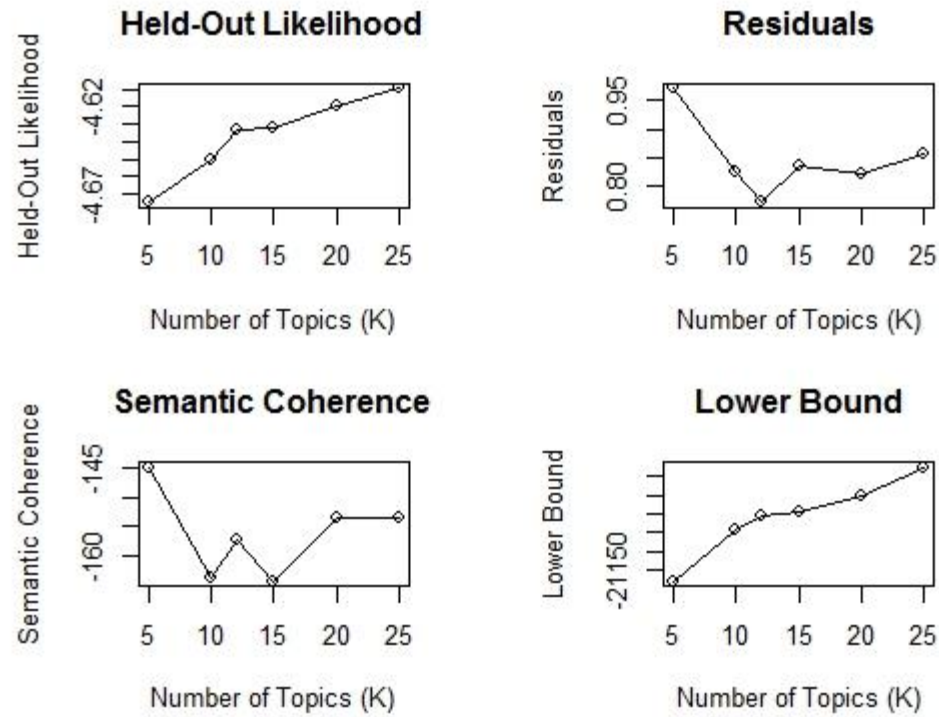 Held-Out Likelihood
Held-Out Likelihood
-4.62
-4.67
5 10 15 20 25
Number of Topics (K)
Residuals
Residuals
0.95
0.80
5 10 15 20 25
Number of Topics (K)
Semantic Coherence
Semantic Coherence
-145
-160
5 10 15 20 25
Number of Topics (K)
Lower Bound
Lower Bound
-21150
5 10 15 20 25
Number of Topics (K)